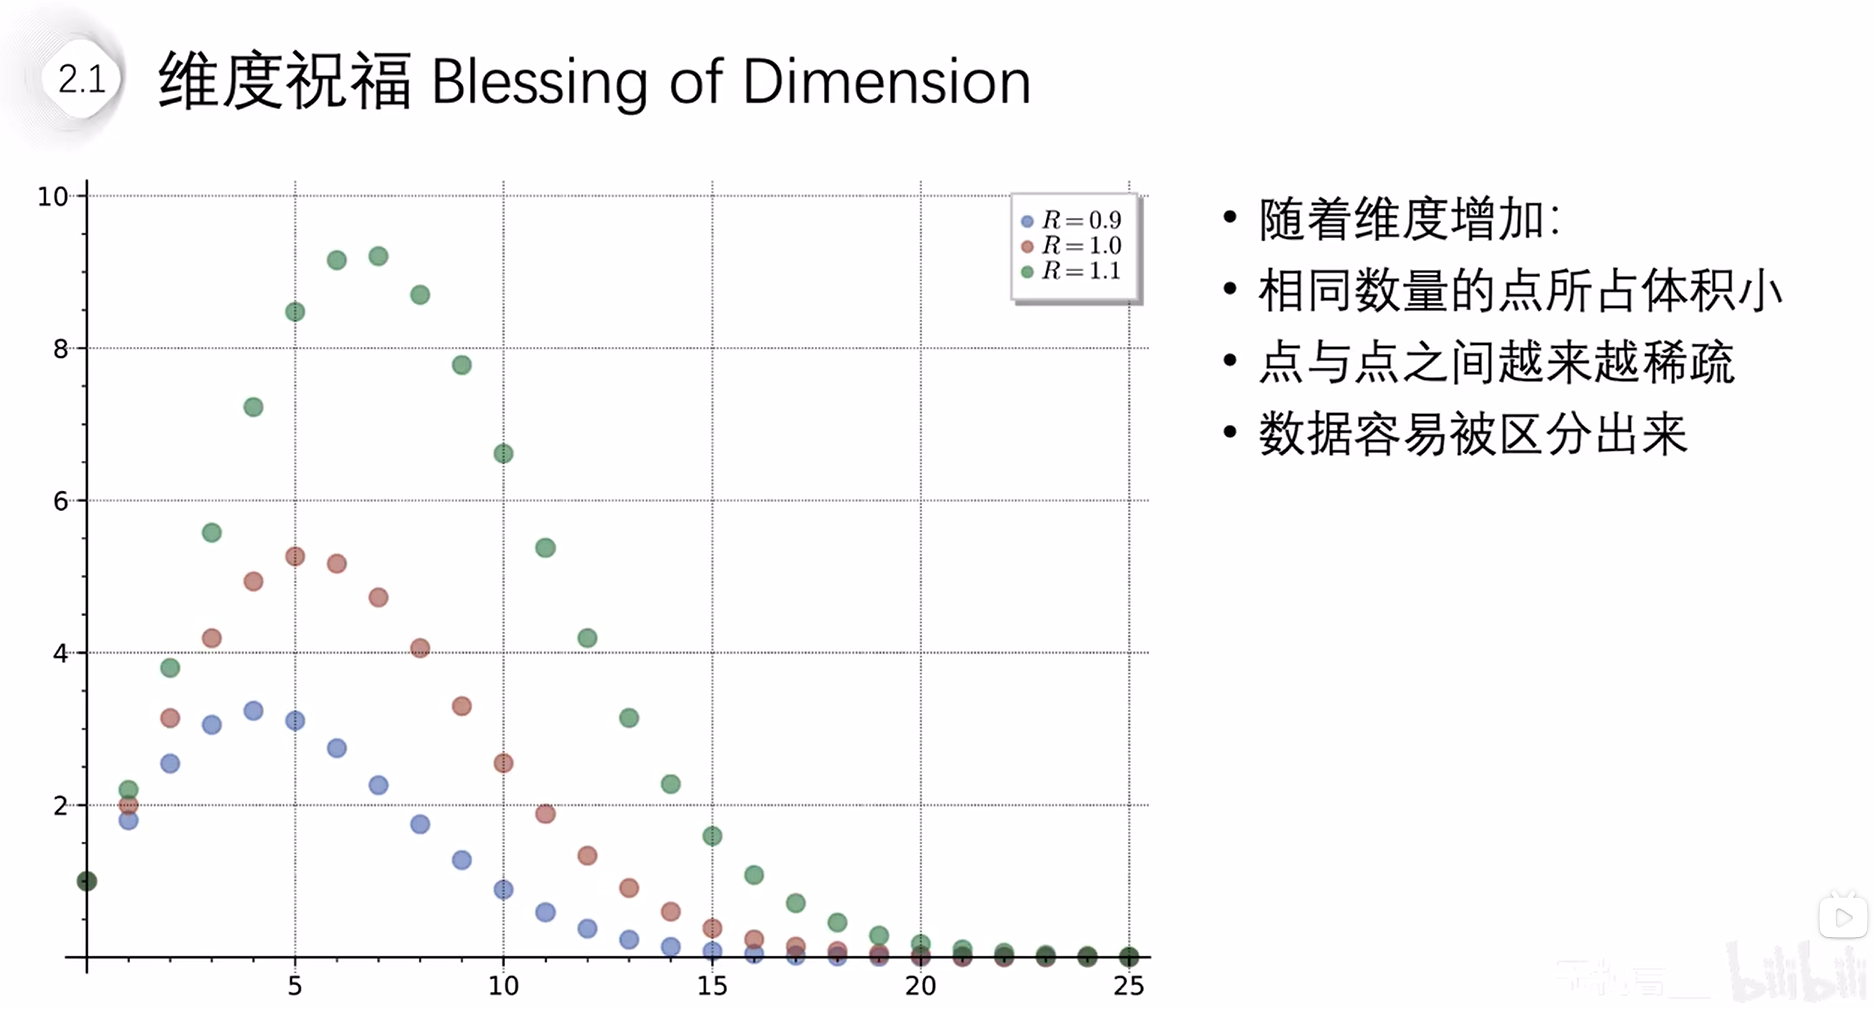 2.1
维度祝福 Blessing of Dimension
10
8
6
4
2
5
10
15
20
25
R = 0.9
R = 1.0
R = 1.1
• 随着维度增加：
• 相同数量的点所占体积小
• 点与点之间越来越稀疏
• 数据容易被区分出来
bilibili